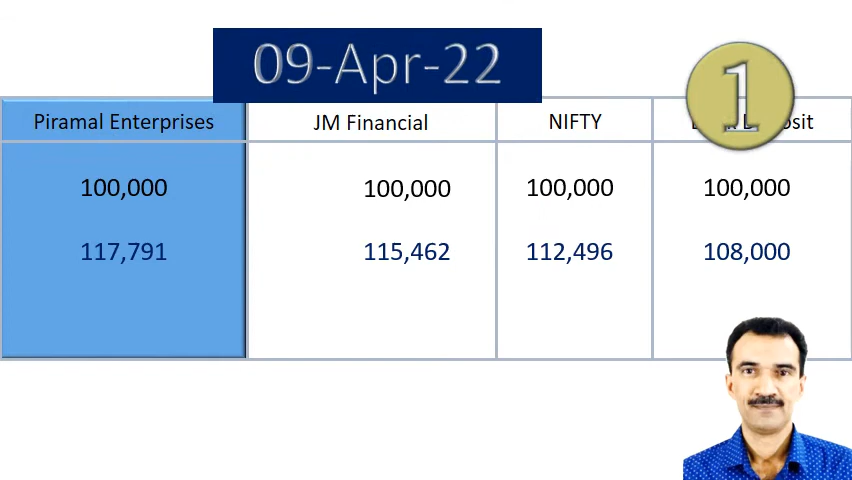 09-Apr-22
1
Piramal Enterprises JM Financial NIFTY
100,000 100,000 100,000 100,000
117,791 115,462 112,496 108,000